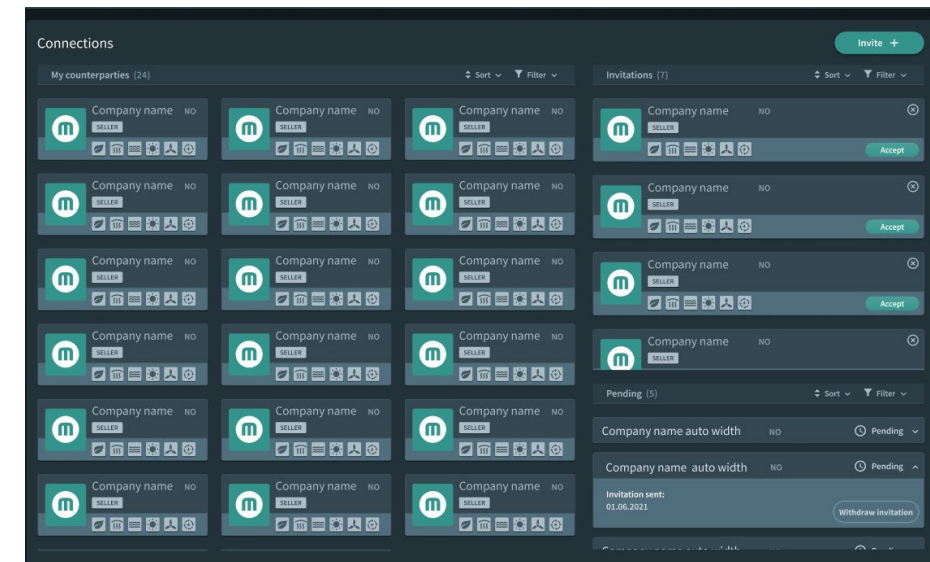 Connections
Invite +
My counterparties (24)
Sort
Filter
Company name NO
SELLER
Company name NO
SELLER
Company name NO
SELLER
Company name NO
SELLER
Company name NO
SELLER
Company name NO
SELLER
Company name NO
SELLER
Company name NO
SELLER
Company name NO
SELLER
Company name NO
SELLER
Company name NO
SELLER
Company name NO
SELLER
Company name NO
SELLER
Company name NO
SELLER
Company name NO
SELLER
Company name NO
SELLER
Company name NO
SELLER
Company name NO
SELLER
Invitations (7)
Sort
Filter
Company name NO
SELLER
Accept
Company name NO
SELLER
Accept
Company name NO
SELLER
Accept
Company name NO
SELLER
Pending (5)
Sort
Filter
Company name auto width NO
Pending
Company name auto width NO
Pending
Invitation sent:
01.06.2021
Withdraw invitation